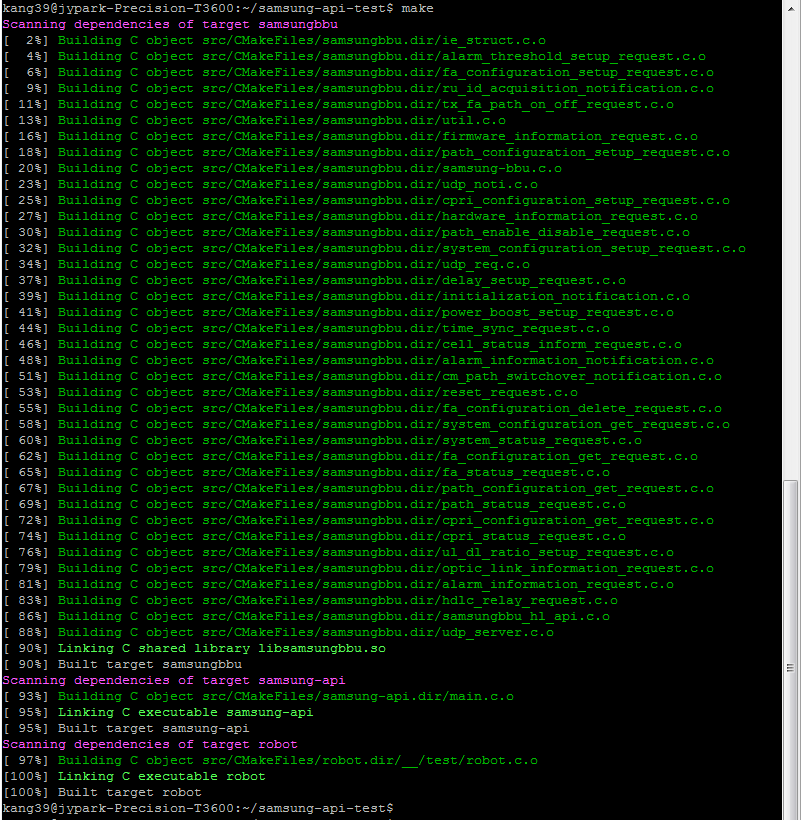 kang39@jypark-Precision-T3600:~/samsung-api-test$ make
Scanning dependencies of target samsungbbu
[  2%] Building C object src/CMakeFiles/samsungbbu.dir/ie_struct.c.o
[  4%] Building C object src/CMakeFiles/samsungbbu.dir/alarm_threshold_setup_request.c.o
[  6%] Building C object src/CMakeFiles/samsungbbu.dir/fa_configuration_setup_request.c.o
[  9%] Building C object src/CMakeFiles/samsungbbu.dir/ru_id_acquisition_notification.c.o
[ 11%] Building C object src/CMakeFiles/samsungbbu.dir/tx_fa_path_on_off_request.c.o
[ 13%] Building C object src/CMakeFiles/samsungbbu.dir/util.c.o
[ 16%] Building C object src/CMakeFiles/samsungbbu.dir/firmware_information_request.c.o
[ 18%] Building C object src/CMakeFiles/samsungbbu.dir/path_configuration_setup_request.c.o
[ 20%] Building C object src/CMakeFiles/samsungbbu.dir/samsung-bbu.c.o
[ 23%] Building C object src/CMakeFiles/samsungbbu.dir/udp_noti.c.o
[ 25%] Building C object src/CMakeFiles/samsungbbu.dir/cpri_configuration_setup_request.c.o
[ 27%] Building C object src/CMakeFiles/samsungbbu.dir/hardware_information_request.c.o
[ 30%] Building C object src/CMakeFiles/samsungbbu.dir/path_enable_disable_request.c.o
[ 32%] Building C object src/CMakeFiles/samsungbbu.dir/system_configuration_setup_request.c.o
[ 34%] Building C object src/CMakeFiles/samsungbbu.dir/udp_req.c.o
[ 37%] Building C object src/CMakeFiles/samsungbbu.dir/delay_setup_request.c.o
[ 39%] Building C object src/CMakeFiles/samsungbbu.dir/initialization_notification.c.o
[ 41%] Building C object src/CMakeFiles/samsungbbu.dir/power_boost_setup_request.c.o
[ 44%] Building C object src/CMakeFiles/samsungbbu.dir/time_sync_request.c.o
[ 46%] Building C object src/CMakeFiles/samsungbbu.dir/cell_status_inform_request.c.o
[ 48%] Building C object src/CMakeFiles/samsungbbu.dir/alarm_information_notification.c.o
[ 51%] Building C object src/CMakeFiles/samsungbbu.dir/cm_path_switchover_notification.c.o
[ 53%] Building C object src/CMakeFiles/samsungbbu.dir/reset_request.c.o
[ 55%] Building C object src/CMakeFiles/samsungbbu.dir/fa_configuration_delete_request.c.o
[ 58%] Building C object src/CMakeFiles/samsungbbu.dir/system_configuration_get_request.c.o
[ 60%] Building C object src/CMakeFiles/samsungbbu.dir/system_status_request.c.o
[ 62%] Building C object src/CMakeFiles/samsungbbu.dir/fa_configuration_get_request.c.o
[ 65%] Building C object src/CMakeFiles/samsungbbu.dir/fa_status_request.c.o
[ 67%] Building C object src/CMakeFiles/samsungbbu.dir/path_configuration_get_request.c.o
[ 69%] Building C object src/CMakeFiles/samsungbbu.dir/path_status_request.c.o
[ 72%] Building C object src/CMakeFiles/samsungbbu.dir/cpri_configuration_get_request.c.o
[ 74%] Building C object src/CMakeFiles/samsungbbu.dir/cpri_status_request.c.o
[ 76%] Building C object src/CMakeFiles/samsungbbu.dir/ul_dl_ratio_setup_request.c.o
[ 79%] Building C object src/CMakeFiles/samsungbbu.dir/optic_link_information_request.c.o
[ 81%] Building C object src/CMakeFiles/samsungbbu.dir/alarm_information_request.c.o
[ 83%] Building C object src/CMakeFiles/samsungbbu.dir/hdlc_relay_request.c.o
[ 86%] Building C object src/CMakeFiles/samsungbbu.dir/samsungbbu_hl_api.c.o
[ 88%] Building C object src/CMakeFiles/samsungbbu.dir/udp_server.c.o
[ 90%] Linking C shared library libsamsungbbu.so
[ 90%] Built target samsungbbu
Scanning dependencies of target samsung-api
[ 93%] Building C object src/CMakeFiles/samsung-api.dir/main.c.o
[ 95%] Linking C executable samsung-api
[ 95%] Built target samsung-api
Scanning dependencies of target robot
[ 97%] Building C object src/CMakeFiles/robot.dir/__/test/robot.c.o
[100%] Linking C executable robot
[100%] Built target robot
kang39@jypark-Precision-T3600:~/samsung-api-test$